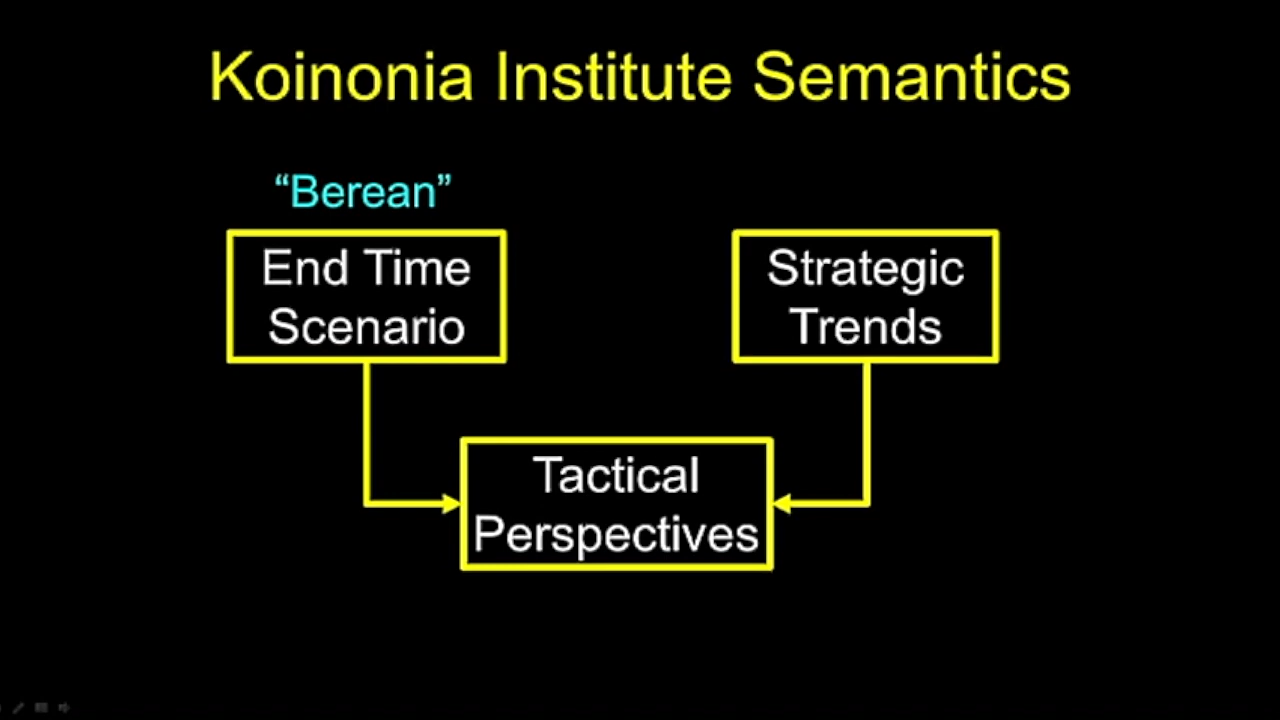 Koinonia Institute Semantics
“Berean”
End Time
Scenario
Strategic
Trends
Tactical
Perspectives